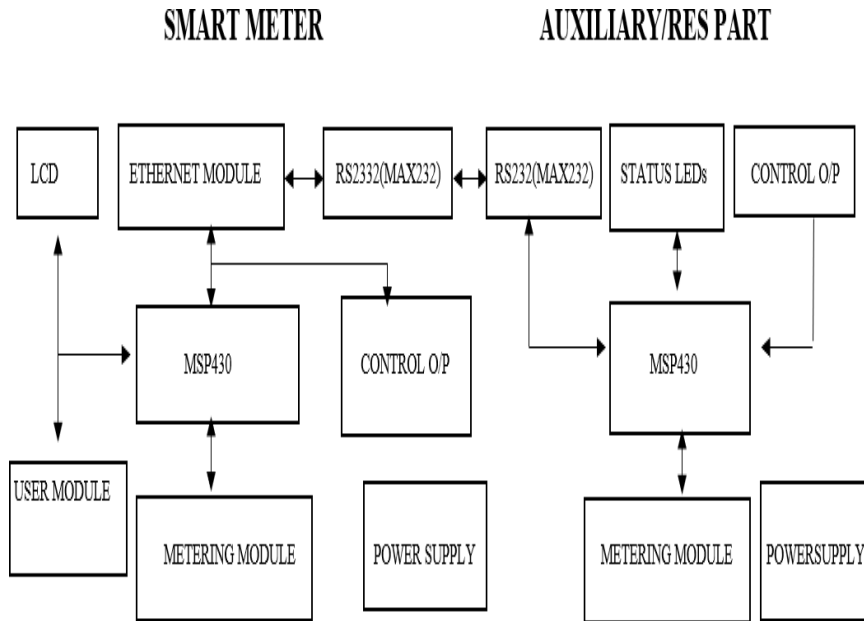 SMART METER
AUXILIARY/RES PART
LCD
ETHERNET MODULE
RS2332(MAX232)
RS232(MAX232)
STATUS LEDs
CONTROL O/P
MSP430
CONTROL O/P
MSP430
USER MODULE
METERING MODULE
POWER SUPPLY
METERING MODULE
POWERSUPPLY